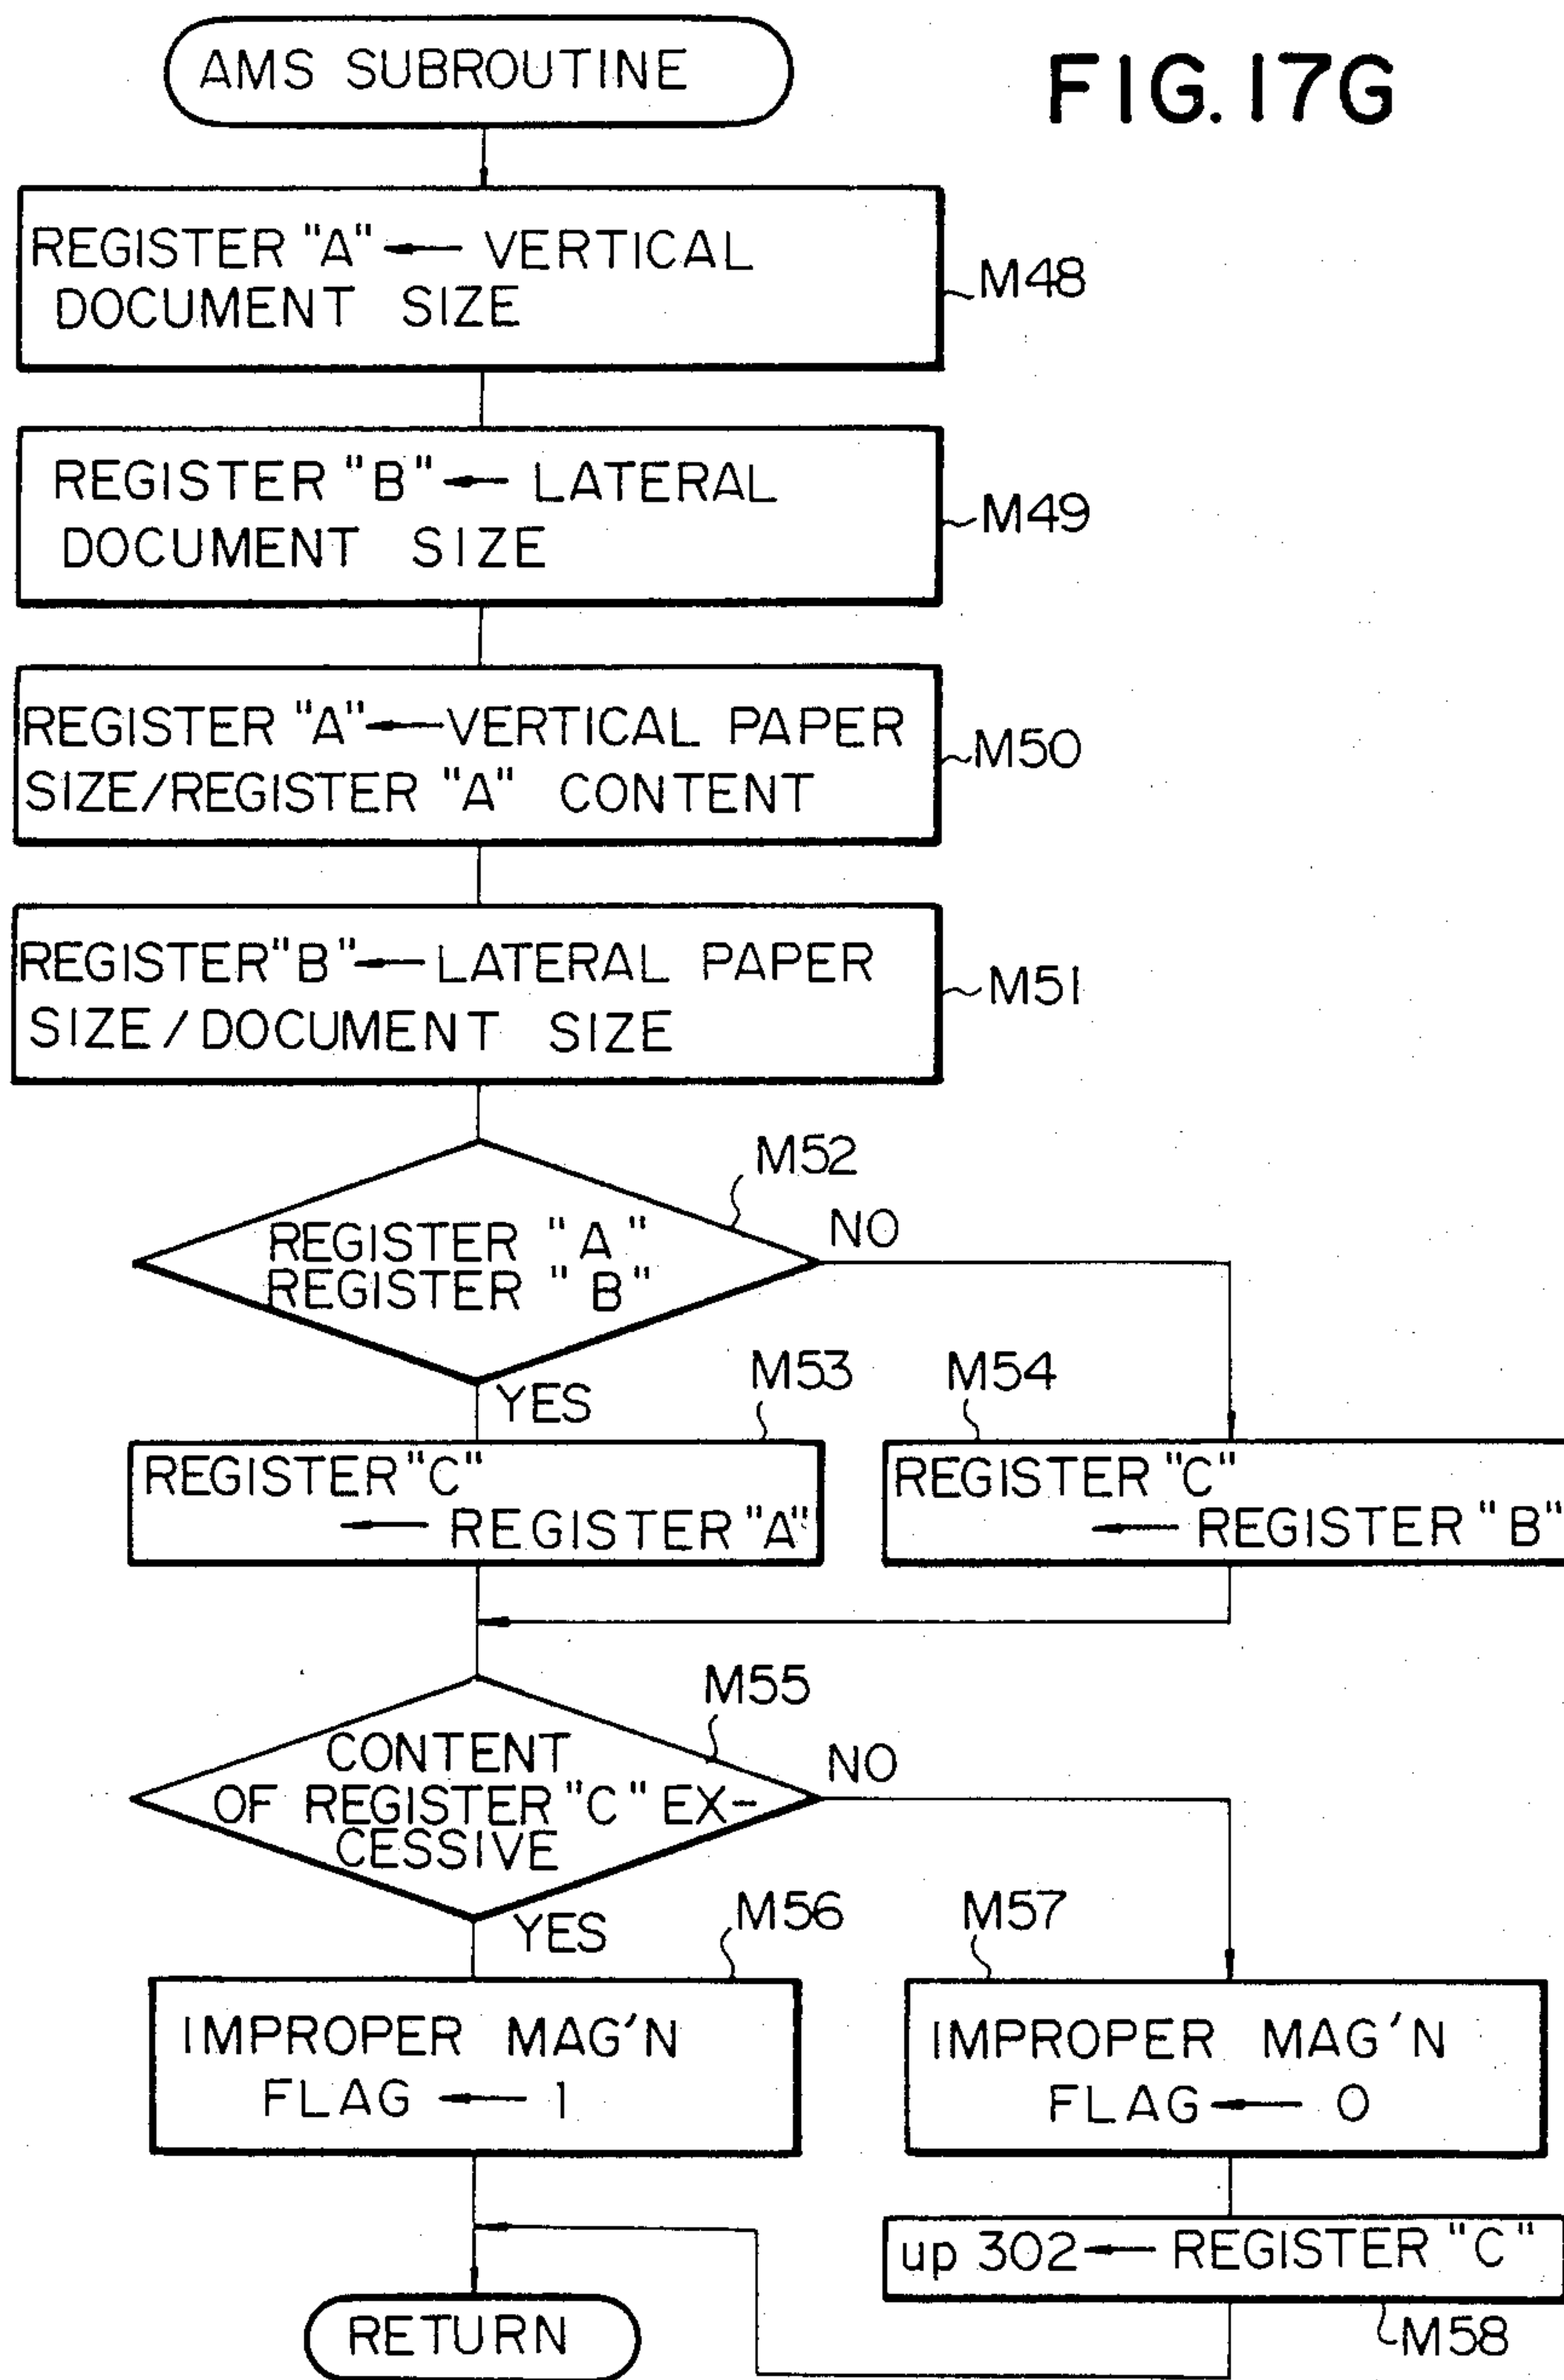 AMS SUBROUTINE
FIG. 17G
REGISTER "A" ← VERTICAL
DOCUMENT SIZE
M48
REGISTER "B" ← LATERAL
DOCUMENT SIZE
M49
REGISTER "A" ← VERTICAL PAPER
SIZE/REGISTER "A" CONTENT
M50
REGISTER "B" ← LATERAL PAPER
SIZE/DOCUMENT SIZE
M51
M52
REGISTER "A"
REGISTER "B"
NO
YES
M53
M54
REGISTER "C"
← REGISTER "A"
REGISTER "C"
← REGISTER "B"
M55
CONTENT
OF REGISTER "C" EX-
CESSIVE
NO
YES
M56
M57
IMPROPER MAG'N
FLAG ← 1
IMPROPER MAG'N
FLAG ← 0
up 302 ← REGISTER "C"
M58
RETURN